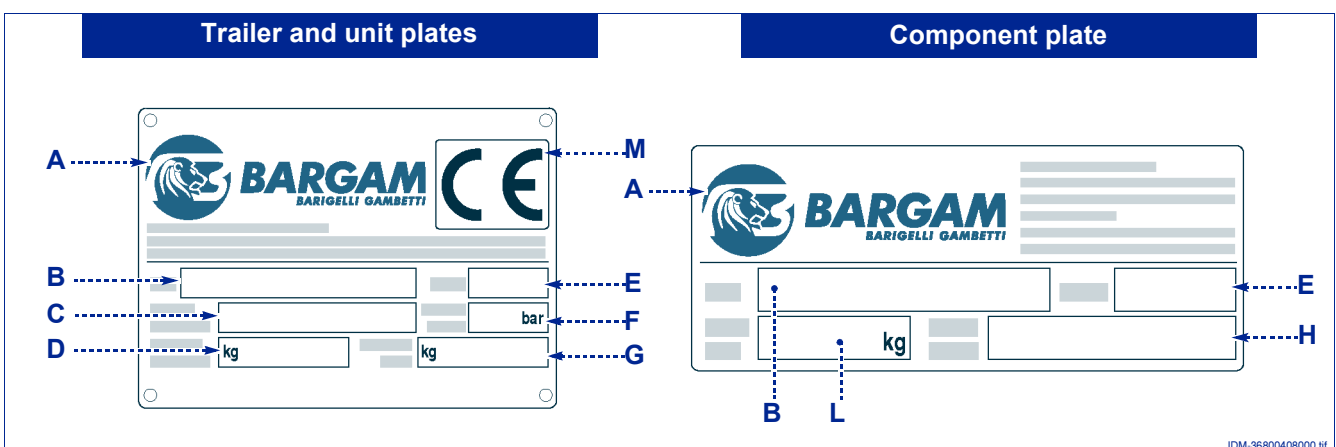 Trailer and unit plates
Component plate
A
BARGAM
BARIGELLI GAMBETTI
CE
M
A
BARGAM
BARIGELLI GAMBETTI
B
E
C
bar
F
D
kg
kg
G
E
kg
H
B
L
IDM-36800408000.tif